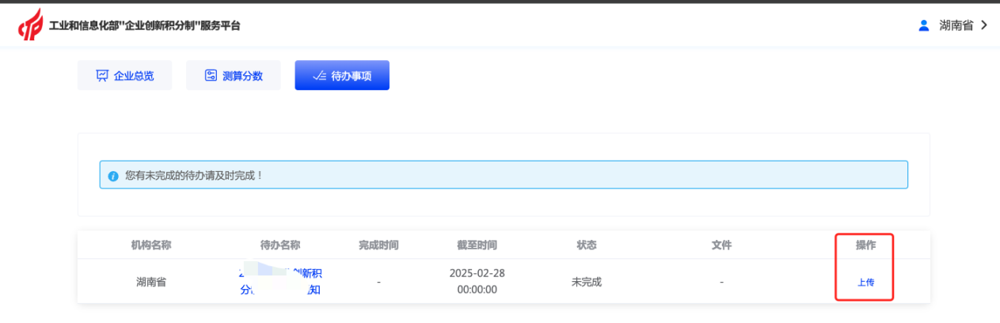 工业和信息化部"企业创新积分制"服务平台
湖南省
企业总览
测算分数
待办事项
您有未完成的待办请及时完成！
机构名称 待办名称 完成时间 截至时间 状态 文件 操作
湖南省
2 创新积
分 知
-
2025-02-28
00:00:00
未完成
-
上传